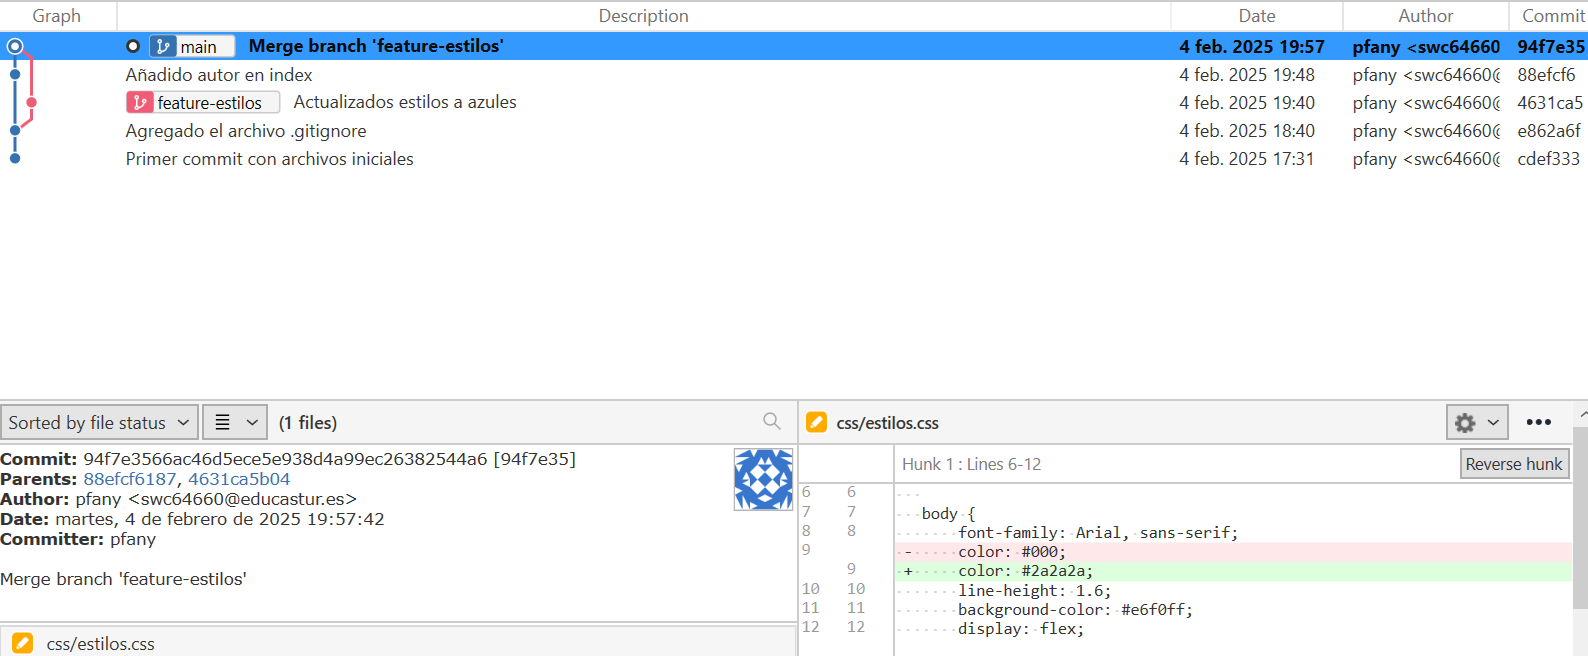 Graph Description Date Author Commit
main Merge branch 'feature-estilos' 4 feb. 2025 19:57 pfany <swc64660 94f7e35
Añadido autor en index 4 feb. 2025 19:48 pfany <swc64660@ 88efcf6
feature-estilos Actualizados estilos a azules 4 feb. 2025 19:40 pfany <swc64660@ 4631ca5
Agregado el archivo .gitignore 4 feb. 2025 18:40 pfany <swc64660@ e862a6f
Primer commit con archivos iniciales 4 feb. 2025 17:31 pfany <swc64660@ cdef333
Sorted by file status (1 files)
Commit: 94f7e3566ac46d5ece5e938d4a99ec26382544a6 [94f7e35]
Parents: 88efcf6187, 4631ca5b04
Author: pfany <swc64660@educastur.es>
Date: martes, 4 de febrero de 2025 19:57:42
Committer: pfany
Merge branch 'feature-estilos'
css/estilos.css
css/estilos.css
Hunk 1 : Lines 6-12 Reverse hunk
6 6
7 7 body {
8 8 font-family: Arial, sans-serif;
9 - color: #000;
9 + color: #2a2a2a;
10 10 line-height: 1.6;
11 11 background-color: #e6f0ff;
12 12 display: flex;